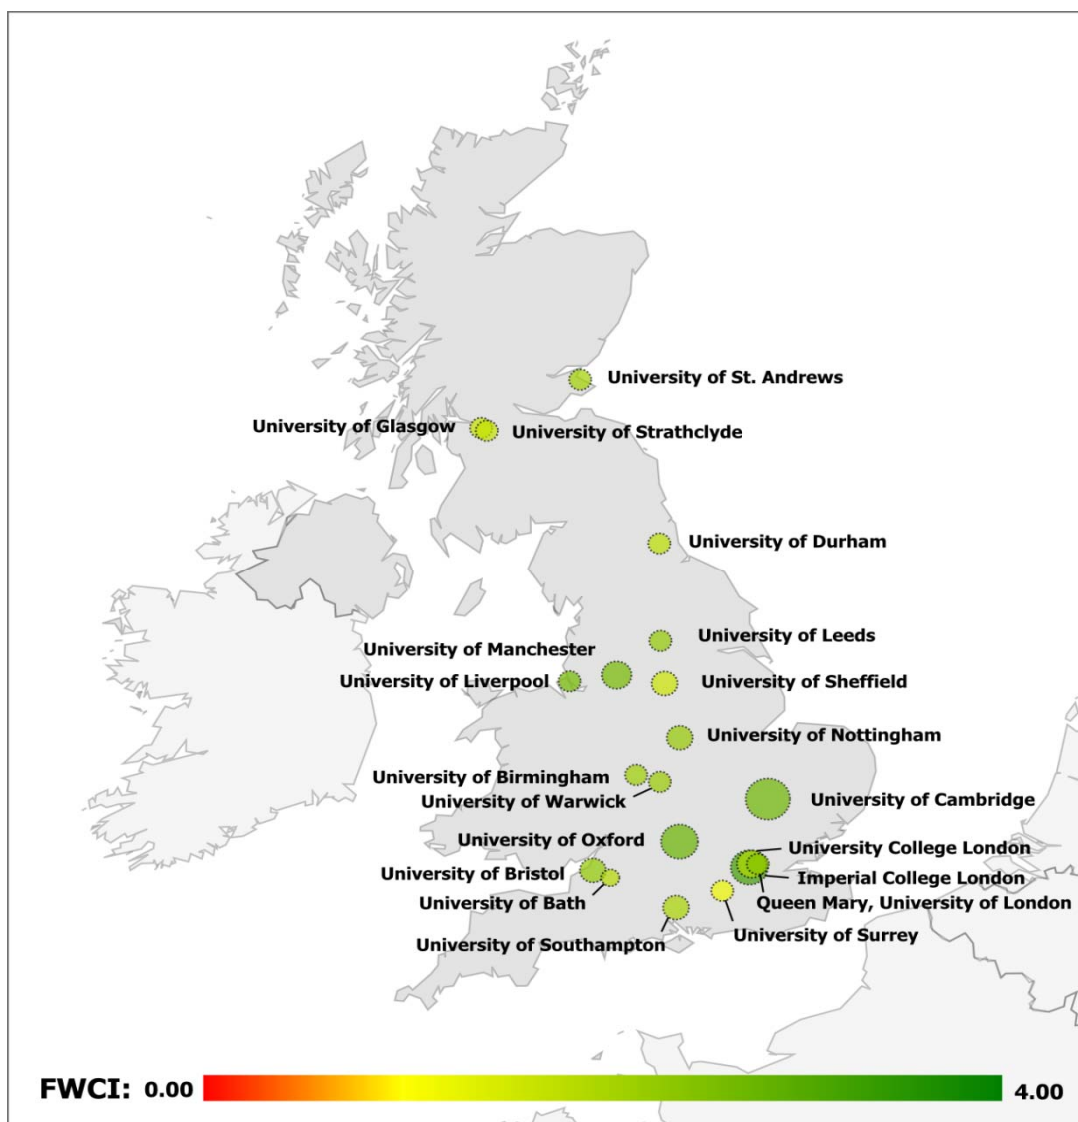 University of St. Andrews
University of Glasgow
University of Strathclyde
University of Durham
University of Leeds
University of Manchester
University of Liverpool
University of Sheffield
University of Nottingham
University of Birmingham
University of Warwick
University of Cambridge
University of Oxford
University College London
University of Bristol
Imperial College London
University of Bath
Queen Mary, University of London
University of Surrey
University of Southampton
FWCI: 0.00
4.00